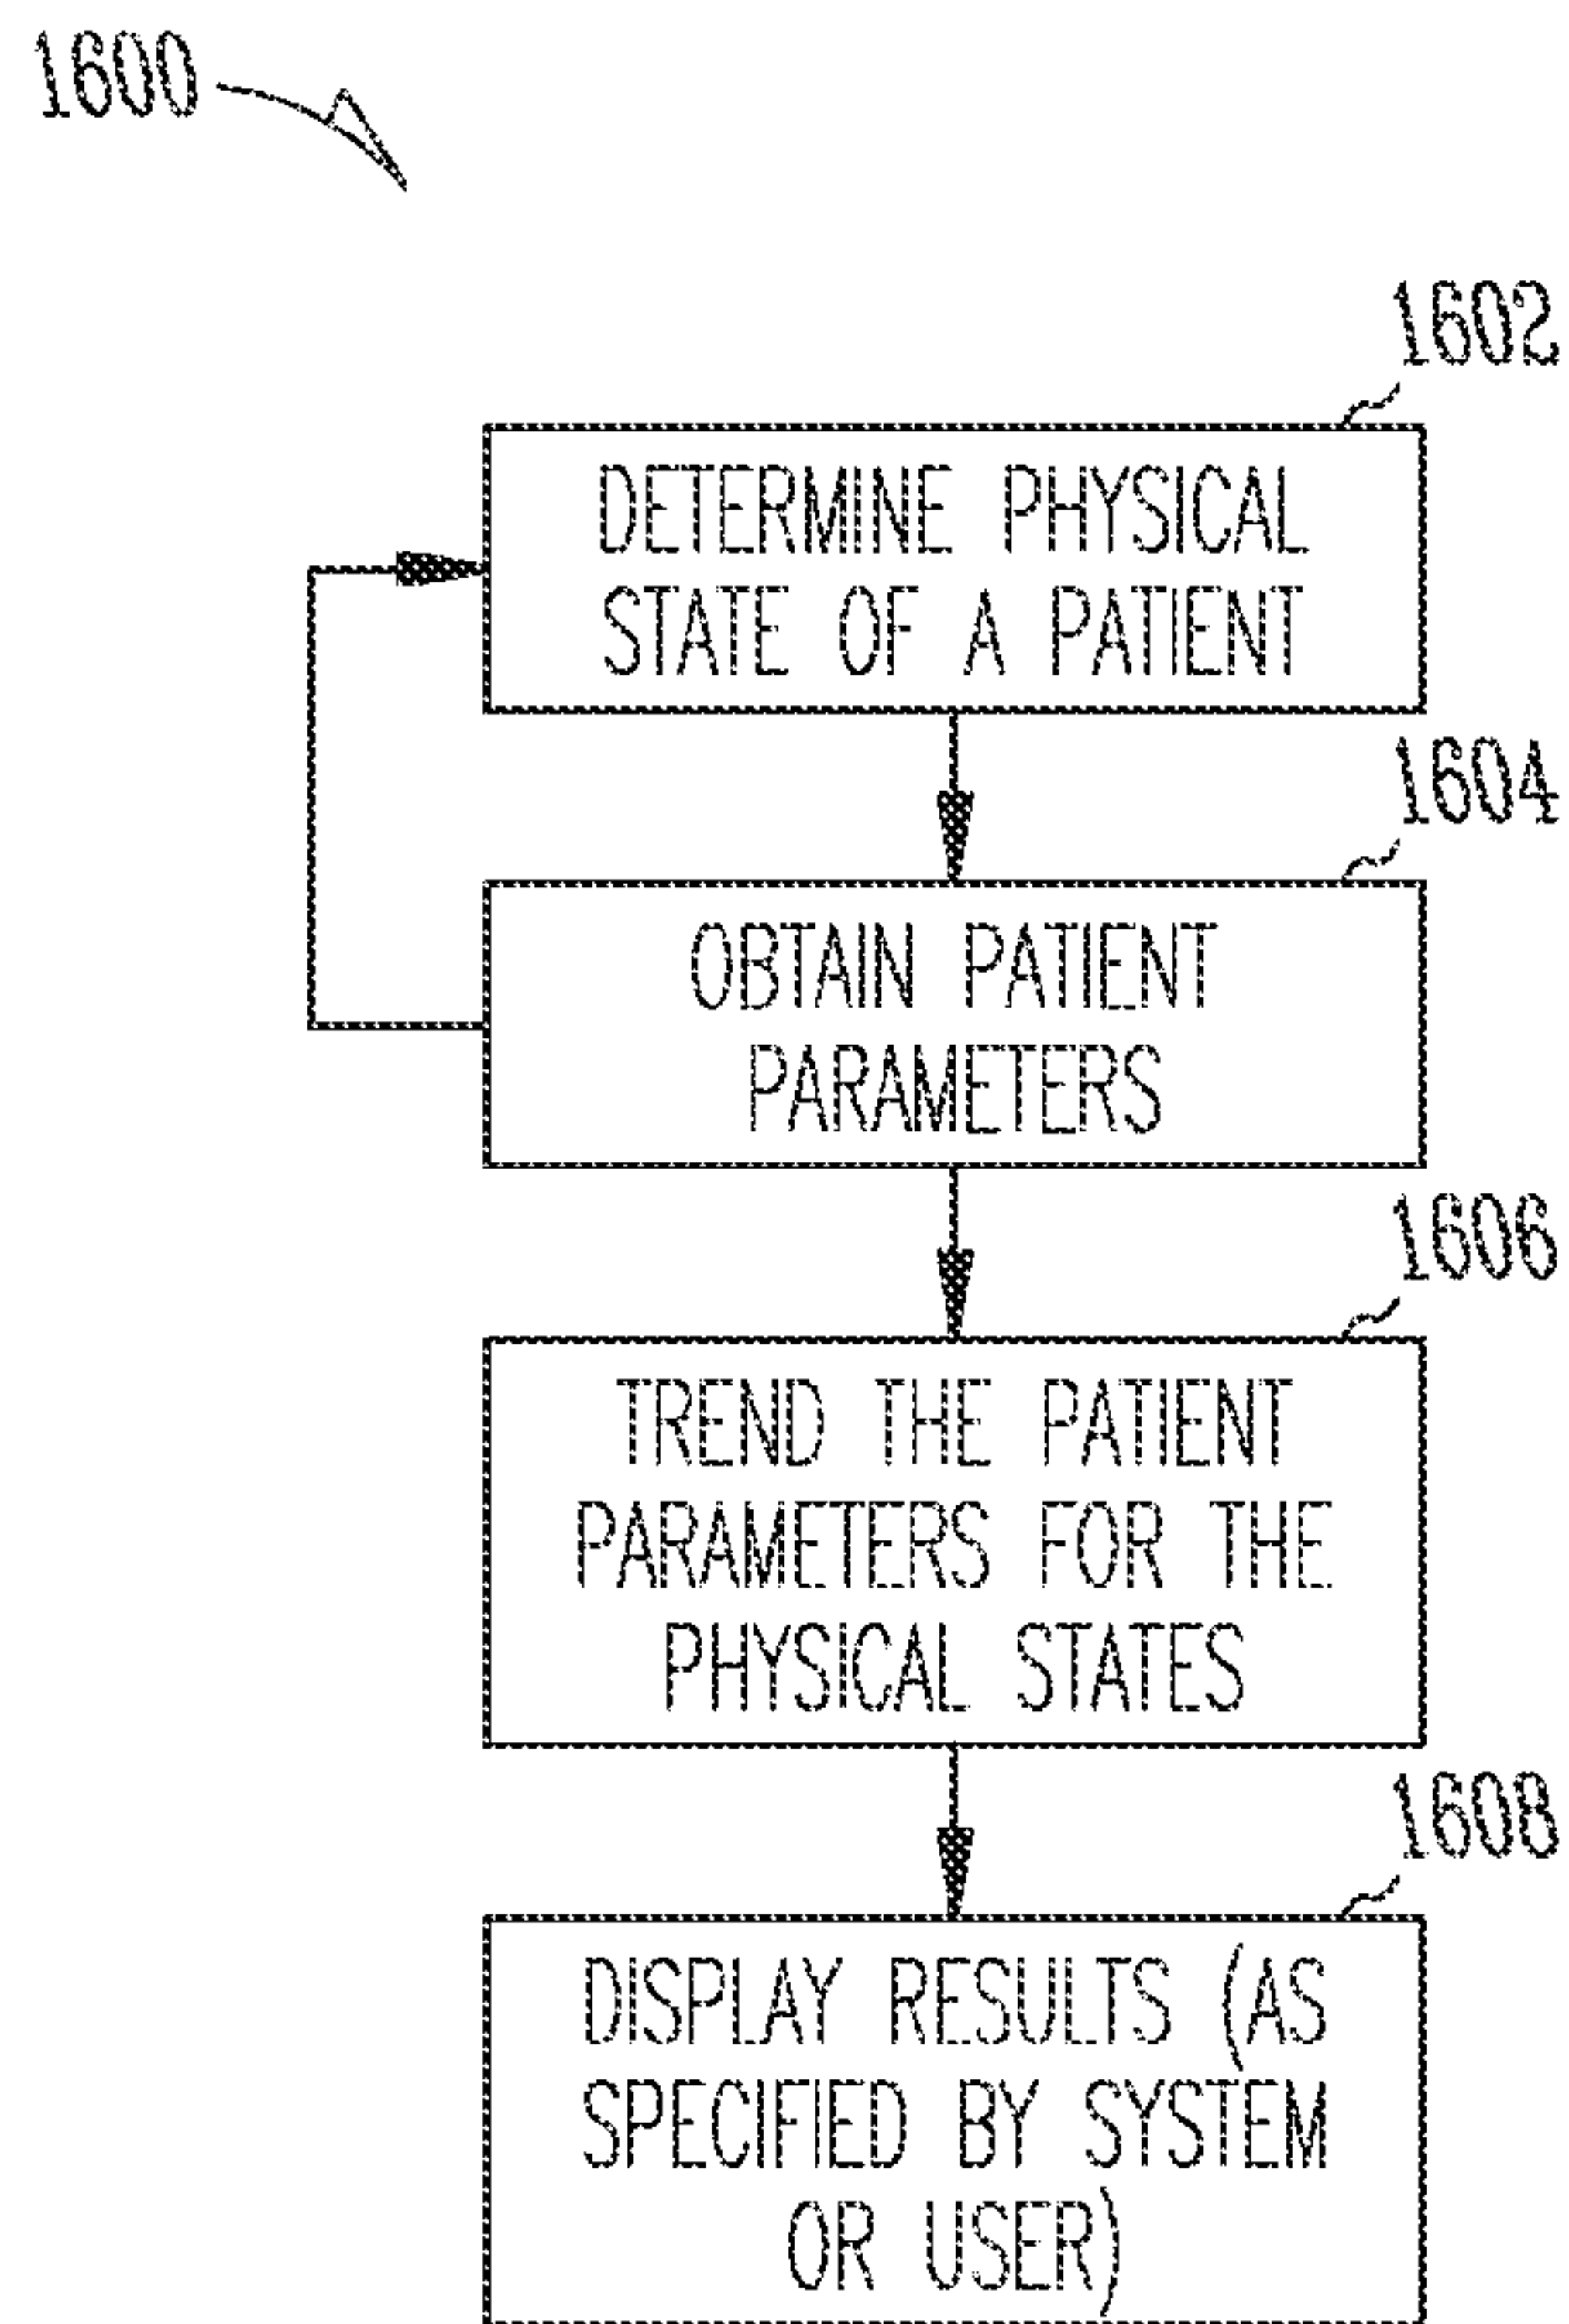 1600
1602
DETERMINE PHYSICAL
STATE OF A PATIENT
1604
OBTAIN PATIENT
PARAMETERS
1606
TREND THE PATIENT
PARAMETERS FOR THE
PHYSICAL STATES
1608
DISPLAY RESULTS (AS
SPECIFIED BY SYSTEM
OR USER)